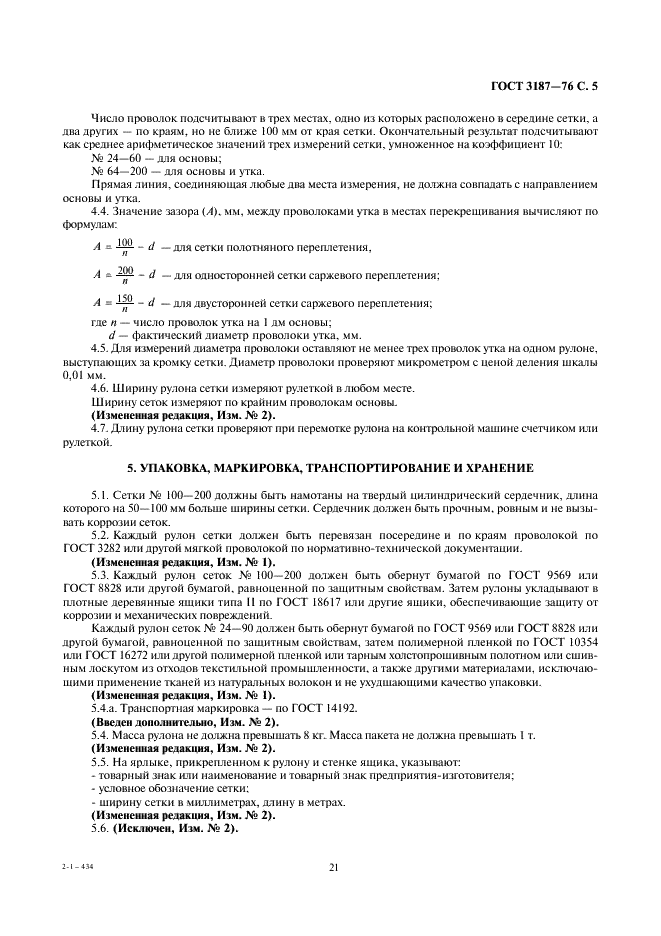 ГОСТ 3187—76 С. 5
Число проволок подсчитывают в трех местах, одно из которых расположено в середине сетки, а
два других — по краям, но не ближе 100 мм от края сетки. Окончательный результат подсчитывают
как среднее арифметическое значений трех измерений сетки, умноженное на коэффициент 10:
№ 24—60 — для основы;
№ 64—200 — для основы и утка.
Прямая линия, соединяющая любые два места измерения, не должна совпадать с направлением
основы и утка.
4.4. Значение зазора (A), мм, между проволоками утка в местах перекрещивания вычисляют по
формулам:
A = 100/n − d — для сетки полотняного переплетения,
A = 200/n − d — для односторонней сетки саржевого переплетения;
A = 150/n − d — для двусторонней сетки саржевого переплетения;
где n — число проволок утка на 1 дм основы;
d — фактический диаметр проволоки утка, мм.
4.5. Для измерений диаметра проволоки оставляют не менее трех проволок утка на одном рулоне,
выступающих за кромку сетки. Диаметр проволоки проверяют микрометром с ценой деления шкалы
0,01 мм.
4.6. Ширину рулона сетки измеряют рулеткой в любом месте.
Ширину сеток измеряют по крайним проволокам основы.
(Измененная редакция, Изм. № 2).
4.7. Длину рулона сетки проверяют при перемотке рулона на контрольной машине счетчиком или
рулеткой.
5. УПАКОВКА, МАРКИРОВКА, ТРАНСПОРТИРОВАНИЕ И ХРАНЕНИЕ
5.1. Сетки № 100—200 должны быть намотаны на твердый цилиндрический сердечник, длина
которого на 50—100 мм больше ширины сетки. Сердечник должен быть прочным, ровным и не вызы-
вать коррозии сеток.
5.2. Каждый рулон сетки должен быть перевязан посередине и по краям проволокой по
ГОСТ 3282 или другой мягкой проволокой по нормативно-технической документации.
(Измененная редакция, Изм. № 1).
5.3. Каждый рулон сеток № 100—200 должен быть обернут бумагой по ГОСТ 9569 или
ГОСТ 8828 или другой бумагой, равноценной по защитным свойствам. Затем рулоны укладывают в
плотные деревянные ящики типа II по ГОСТ 18617 или другие ящики, обеспечивающие защиту от
коррозии и механических повреждений.
Каждый рулон сеток № 24—90 должен быть обернут бумагой по ГОСТ 9569 или ГОСТ 8828 или
другой бумагой, равноценной по защитным свойствам, затем полимерной пленкой по ГОСТ 10354
или ГОСТ 16272 или другой полимерной пленкой или тарным холстопрошивным полотном или сшив-
ным лоскутом из отходов текстильной промышленности, а также другими материалами, исключаю-
щими применение тканей из натуральных волокон и не ухудшающими качество упаковки.
(Измененная редакция, Изм. № 1).
5.4.а. Транспортная маркировка — по ГОСТ 14192.
(Введен дополнительно, Изм. № 2).
5.4. Масса рулона не должна превышать 8 кг. Масса пакета не должна превышать 1 т.
(Измененная редакция, Изм. № 2).
5.5. На ярлыке, прикрепленном к рулону и стенке ящика, указывают:
- товарный знак или наименование и товарный знак предприятия-изготовителя;
- условное обозначение сетки;
- ширину сетки в миллиметрах, длину в метрах.
(Измененная редакция, Изм. № 2).
5.6. (Исключен, Изм. № 2).
2-1–434
21